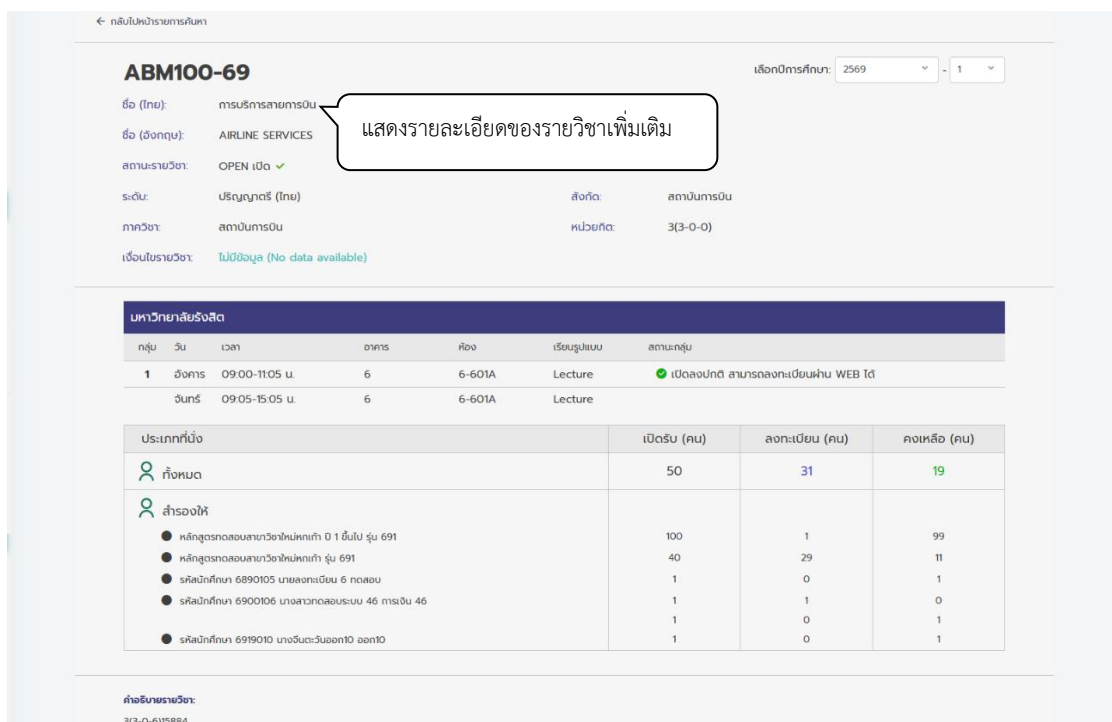 ← กลับไปหน้ารายการค้นหา
ABM100-69 เลือกปีการศึกษา: 2569 - 1
ชื่อ (ไทย): การบริการสายการบิน
แสดงรายละเอียดของรายวิชาเพิ่มเติม
ชื่อ (อังกฤษ): AIRLINE SERVICES
สถานะรายวิชา: OPEN เปิด ✓
ระดับ: ปริญญาตรี (ไทย) สังกัด: สถาบันการบิน
ภาควิชา: สถาบันการบิน หน่วยกิต: 3(3-0-0)
เงื่อนไขรายวิชา: ไม่มีข้อมูล (No data available)
มหาวิทยาลัยรังสิต
กลุ่ม วัน เวลา อาคาร ห้อง เรียนรูปแบบ สถานะกลุ่ม
1 อังคาร 09:00-11:05 น. 6 6-601A Lecture เปิดลงปกติ สามารถลงทะเบียนผ่าน WEB ได้
จันทร์ 09:05-15:05 น. 6 6-601A Lecture
ประเภทที่นั่ง เปิดรับ (คน) ลงทะเบียน (คน) คงเหลือ (คน)
ทั้งหมด 50 31 19
สำรองให้
● หลักสูตรทดสอบสาขาวิชาใหม่หกเก้า ปี 1 ขึ้นไป รุ่น 691 100 1 99
● หลักสูตรทดสอบสาขาวิชาใหม่หกเก้า รุ่น 691 40 29 11
● รหัสนักศึกษา 6890105 นายลงทะเบียน 6 ทดสอบ 1 0 1
● รหัสนักศึกษา 6900106 นางสาวทดสอบระบบ 46 การเงิน 46 1 1 0
1 0 1
● รหัสนักศึกษา 6919010 นางจีนตะวันออก10 ออก10 1 0 1
คำอธิบายรายวิชา:
3(3-0-6)15884